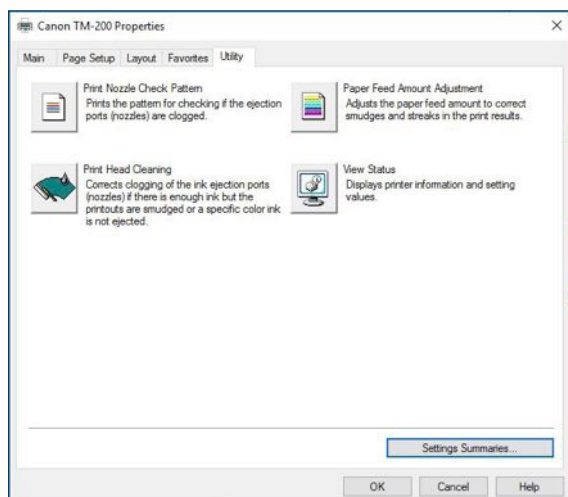 Canon TM-200 Properties
Main Page Setup Layout Favorites Utility
Print Nozzle Check Pattern
Prints the pattern for checking if the ejection
ports (nozzles) are clogged.
Paper Feed Amount Adjustment
Adjusts the paper feed amount to correct
smudges and streaks in the print results.
Print Head Cleaning
Corrects clogging of the ink ejection ports
(nozzles) if there is enough ink but the
printouts are smudged or a specific color ink
is not ejected.
View Status
Displays printer information and setting
values.
Settings Summaries...
OK Cancel Help